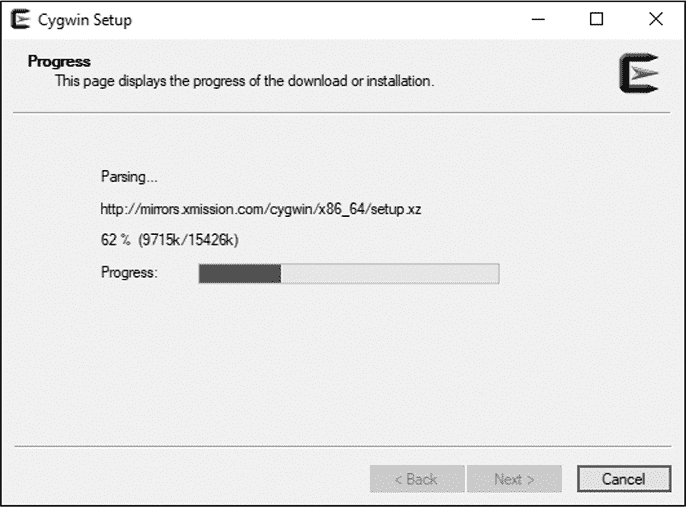 Cygwin Setup
Progress
This page displays the progress of the download or installation.
Parsing...
http://mirrors.xmission.com/cygwin/x86_64/setup.xz
62 % (9715k/15426k)
Progress:
< Back Next > Cancel